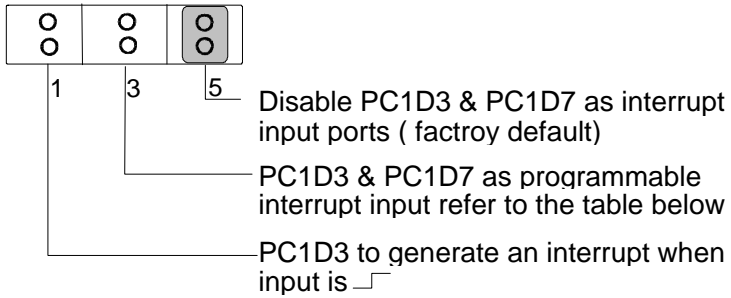 1 3 5
Disable PC1D3 & PC1D7 as interrupt
input ports ( factroy default)
PC1D3 & PC1D7 as programmable
interrupt input refer to the table below
PC1D3 to generate an interrupt when
input is